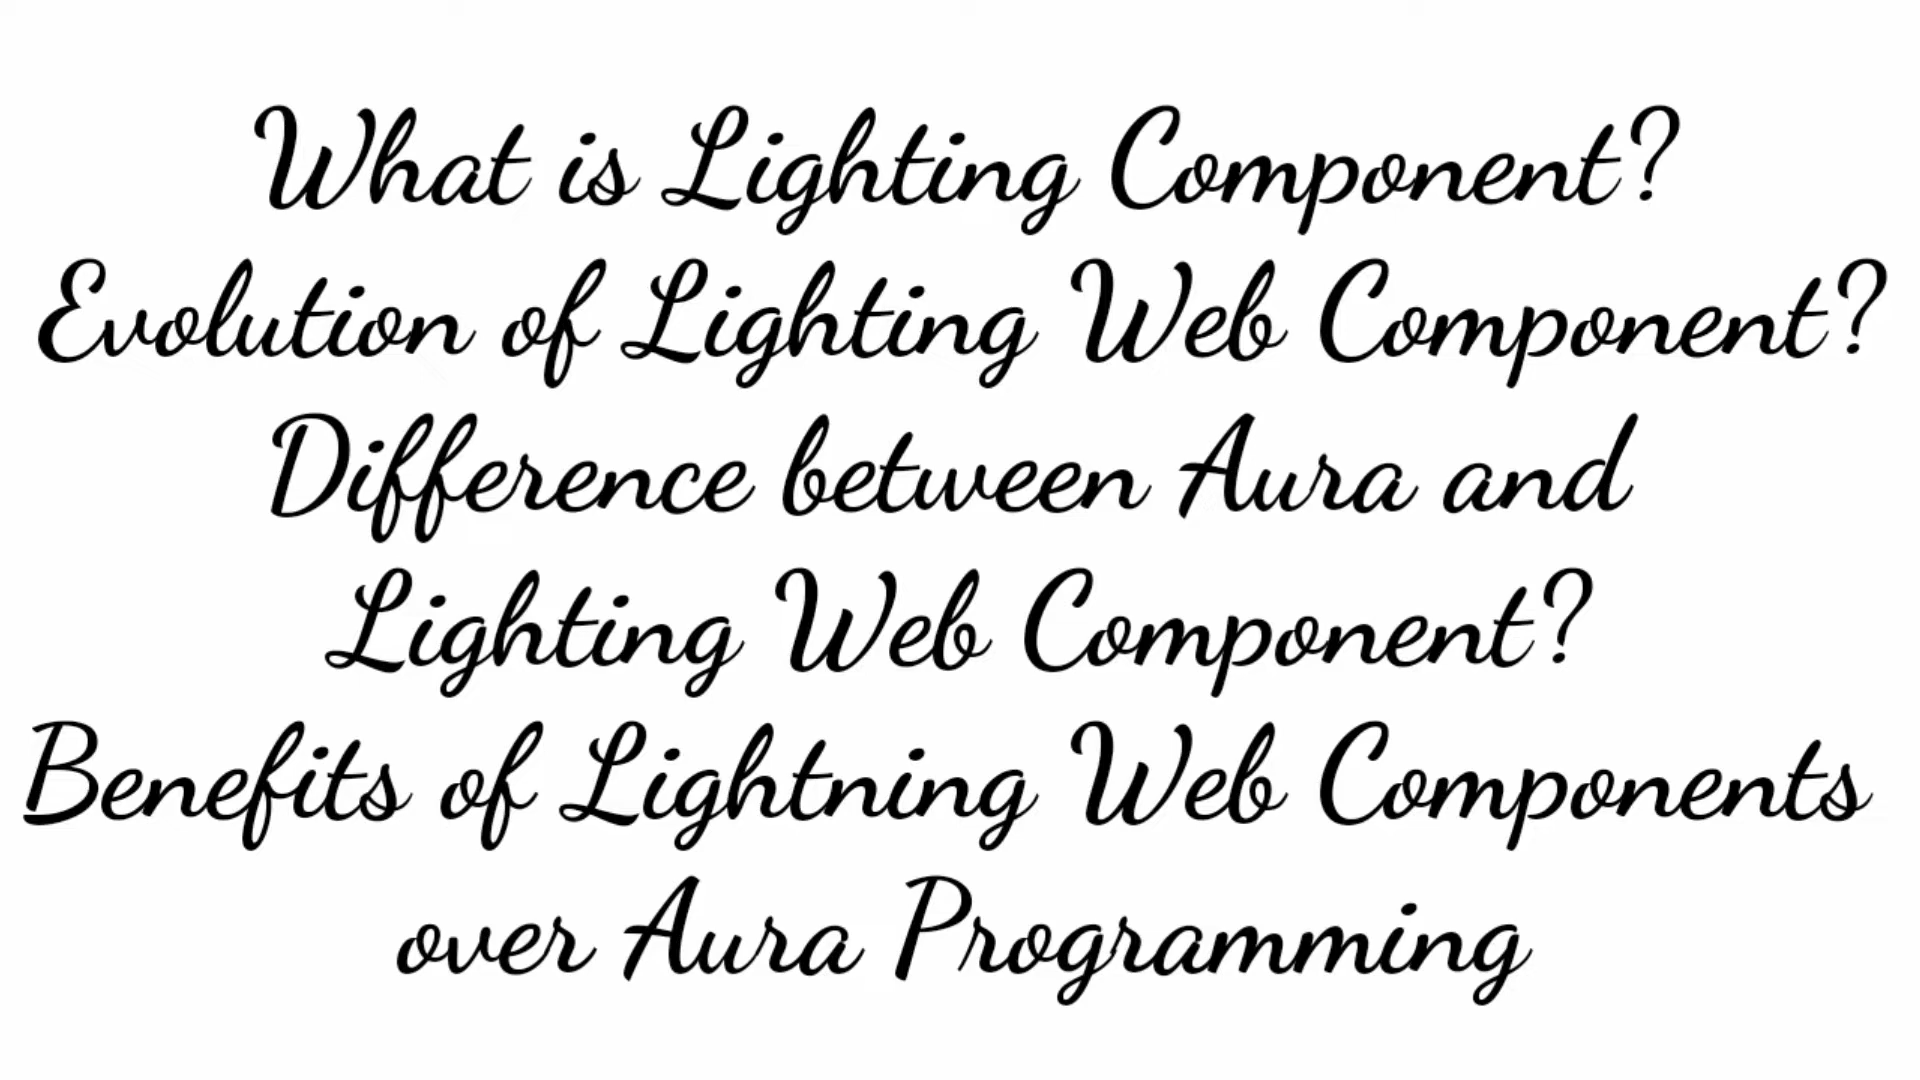 What is Lighting Component?
Evolution of Lighting Web Component?
Difference between Aura and
Lighting Web Component?
Benefits of Lightning Web Components
over Aura Programming